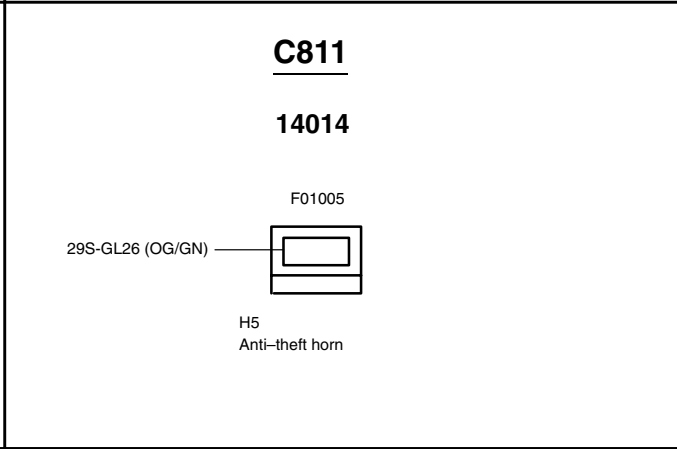 C811
14014
F01005
29S-GL26 (OG/GN)
H5
Anti–theft horn